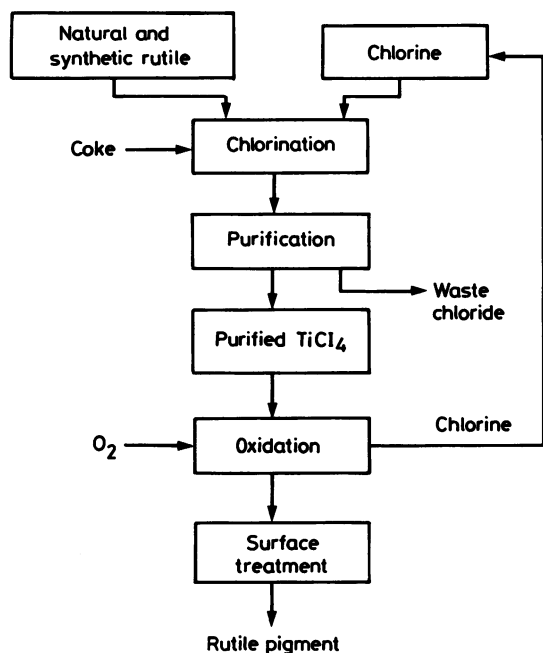 Natural and
synthetic rutile
Chlorine
Coke
Chlorination
Purification
Waste
chloride
Purified TiCl₄
O₂
Oxidation
Chlorine
Surface
treatment
Rutile pigment